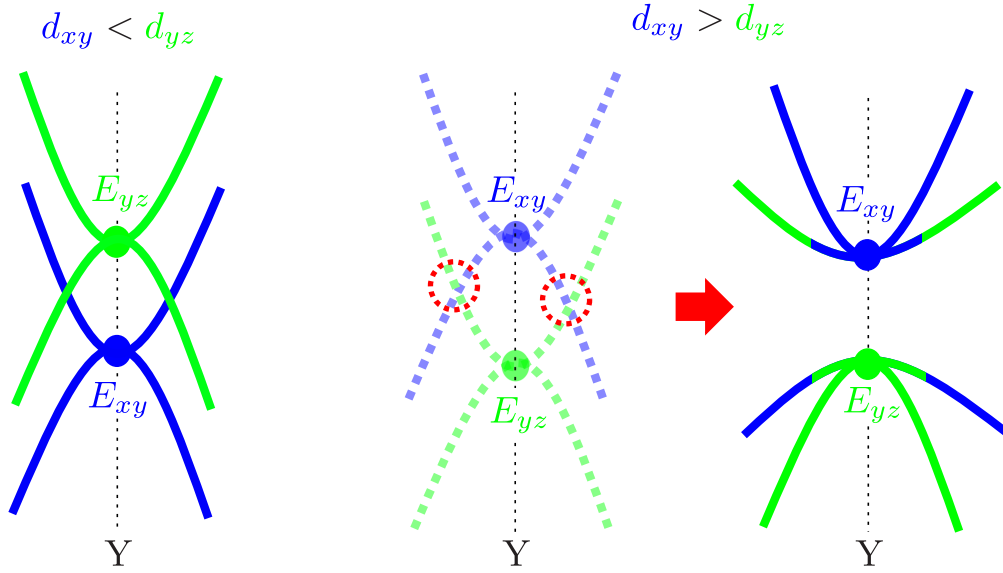 d_{xy} < d_{yz}
d_{xy} > d_{yz}
E_{yz}
E_{xy}
Y
E_{xy}
E_{yz}
Y
E_{xy}
E_{yz}
Y